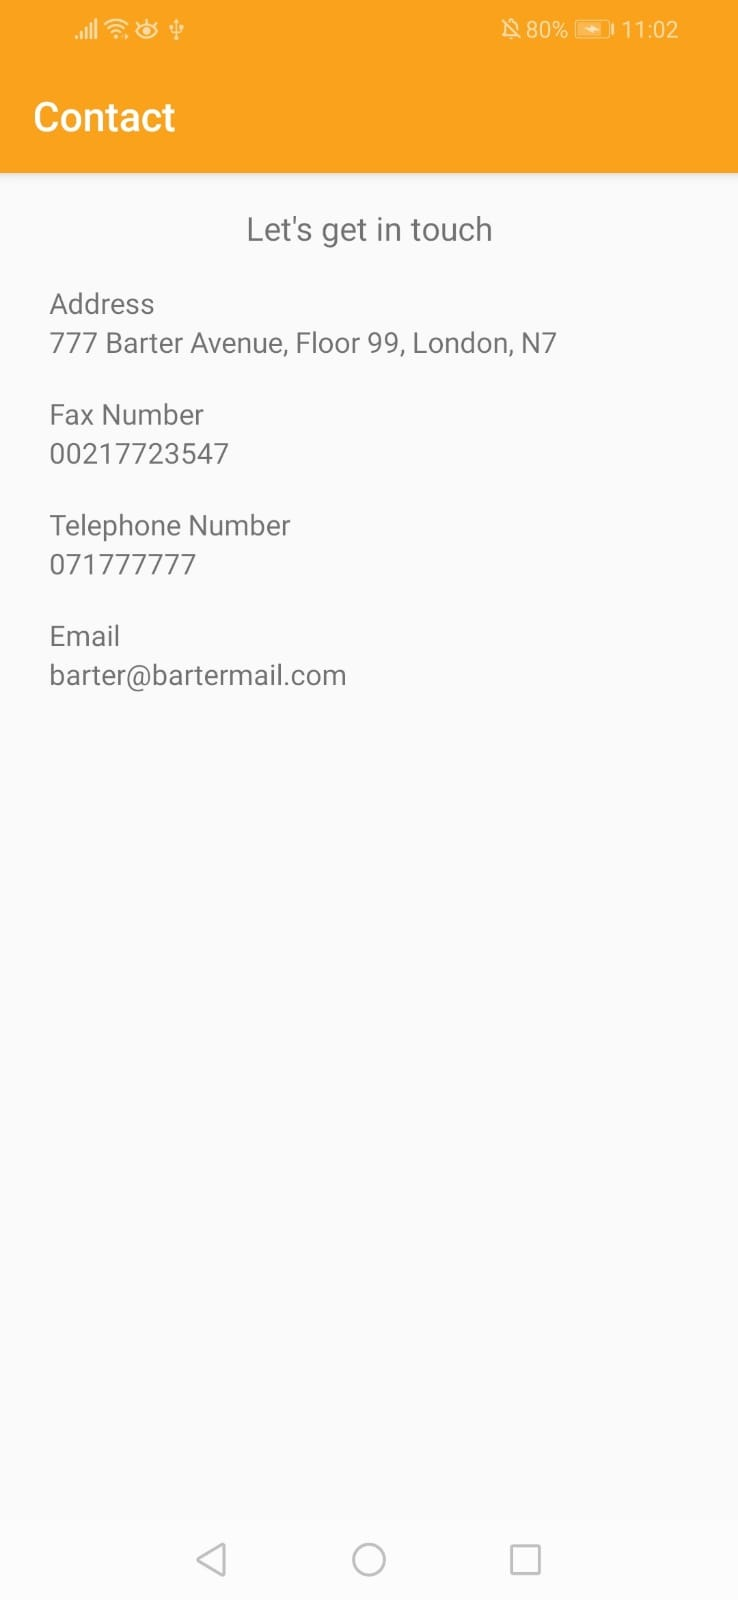 80% 11:02
Contact
Let's get in touch
Address
777 Barter Avenue, Floor 99, London, N7
Fax Number
00217723547
Telephone Number
071777777
Email
barter@bartermail.com